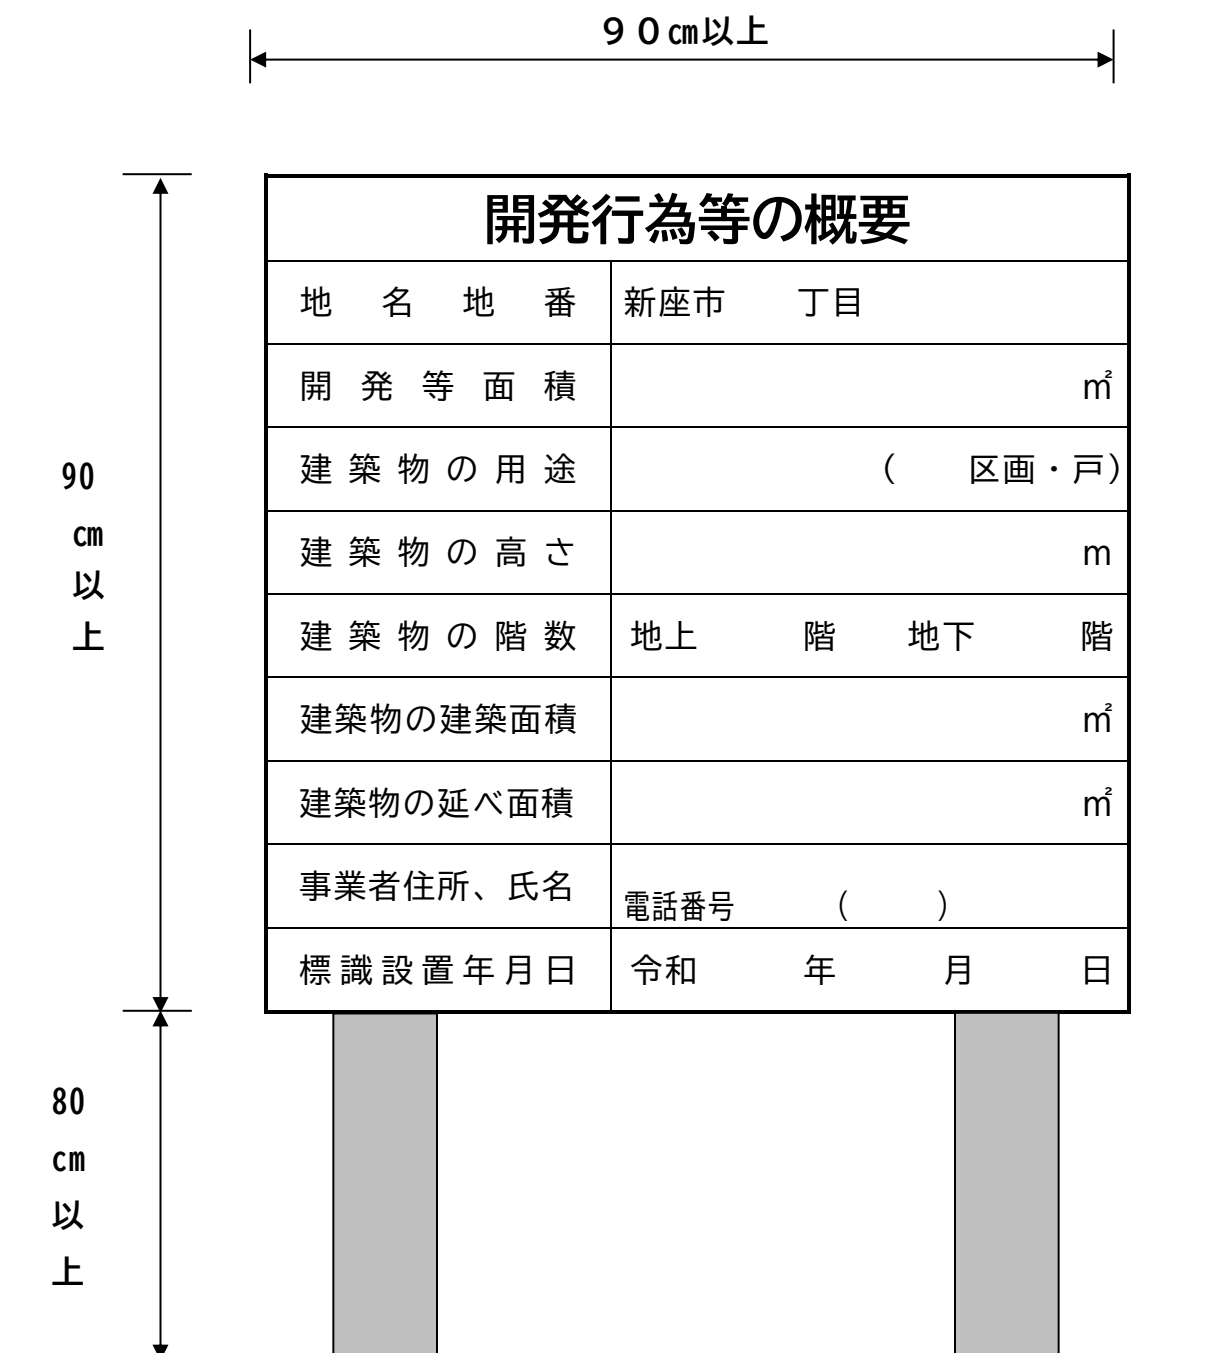 ９０㎝以上
開発行為等の概要
地名地番 新座市　　丁目
開発等面積 ㎡
建築物の用途 （　　区画・戸）
建築物の高さ ｍ
建築物の階数 地上　　　階　　地下　　　階
建築物の建築面積 ㎡
建築物の延べ面積 ㎡
事業者住所、氏名 電話番号　　　（　　　）
標識設置年月日 令和　　　年　　　月　　　日
90
㎝
以
上
80
㎝
以
上